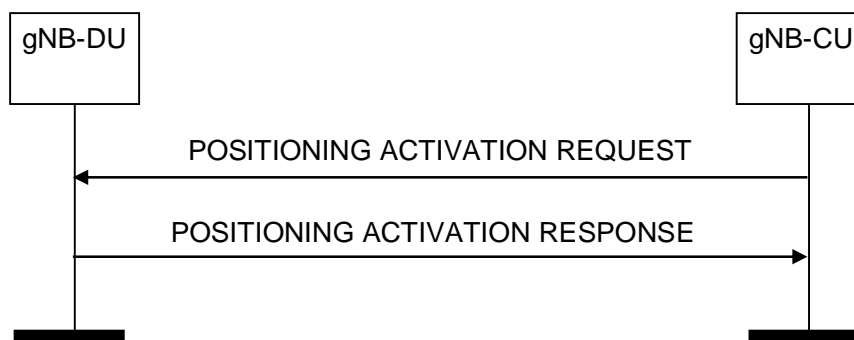 gNB-DU
gNB-CU
POSITIONING ACTIVATION REQUEST
POSITIONING ACTIVATION RESPONSE